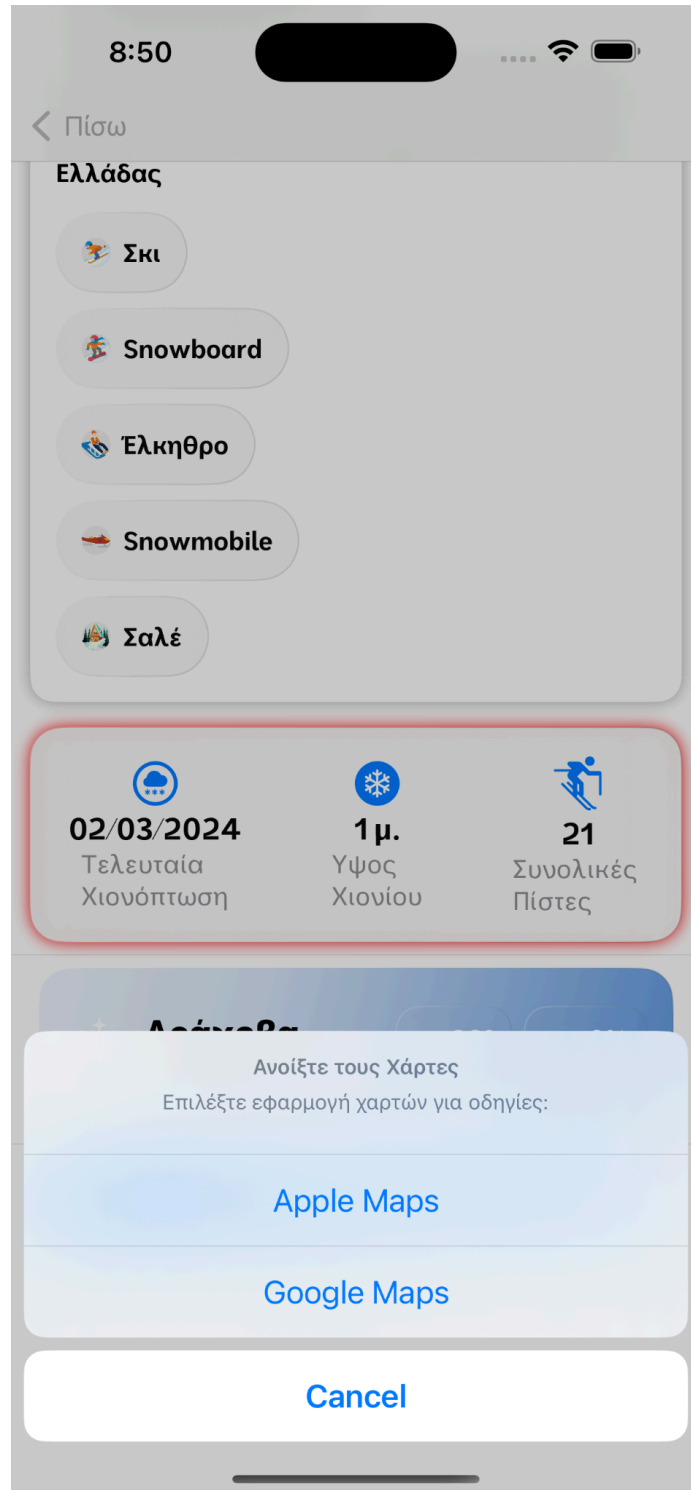 8:50
Πίσω
Ελλάδας
Σκι
Snowboard
Έλκηθρο
Snowmobile
Σαλέ
02/03/2024
Τελευταία
Χιονόπτωση
1 μ.
Υψος
Χιονίου
21
Συνολικές
Πίστες
Ανοίξτε τους Χάρτες
Επιλέξτε εφαρμογή χαρτών για οδηγίες:
Apple Maps
Google Maps
Cancel